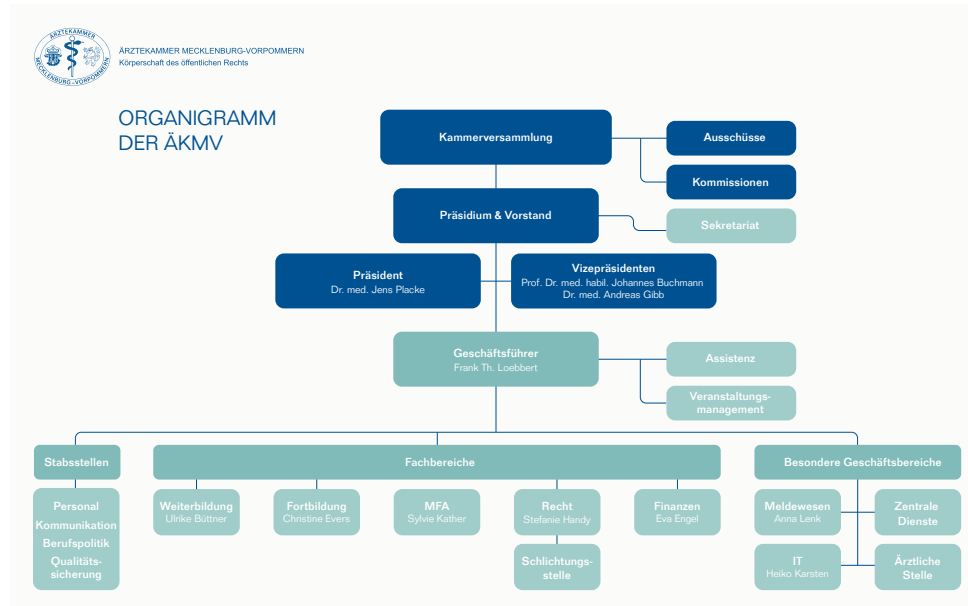 ÄRZTEKAMMER
MECKLENBURG-VORPOMMERN
ÄRZTEKAMMER MECKLENBURG-VORPOMMERN
Körperschaft des öffentlichen Rechts
ORGANIGRAMM
DER ÄKMV
Kammerversammlung
Ausschüsse
Kommissionen
Präsidium & Vorstand
Sekretariat
Präsident
Dr. med. Jens Placke
Vizepräsidenten
Prof. Dr. med. habil. Johannes Buchmann
Dr. med. Andreas Gibb
Geschäftsführer
Frank Th. Loebbert
Assistenz
Veranstaltungs-
management
Stabsstellen
Personal
Kommunikation
Berufspolitik
Qualitäts-
sicherung
Fachbereiche
Weiterbildung
Ulrike Büttner
Fortbildung
Christine Evers
MFA
Sylvie Kather
Recht
Stefanie Handy
Schlichtungs-
stelle
Finanzen
Eva Engel
Besondere Geschäftsbereiche
Meldewesen
Anna Lenk
Zentrale
Dienste
IT
Heiko Karsten
Ärztliche
Stelle